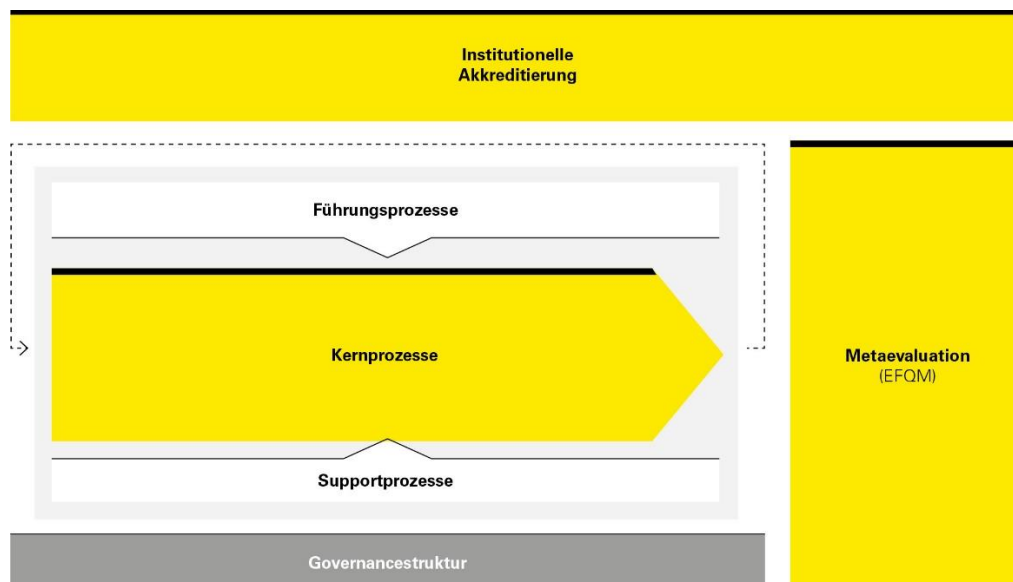 Institutionelle
Akkreditierung
Führungsprozesse
Kernprozesse
Metaevaluation
(EFQM)
Supportprozesse
Governancestruktur